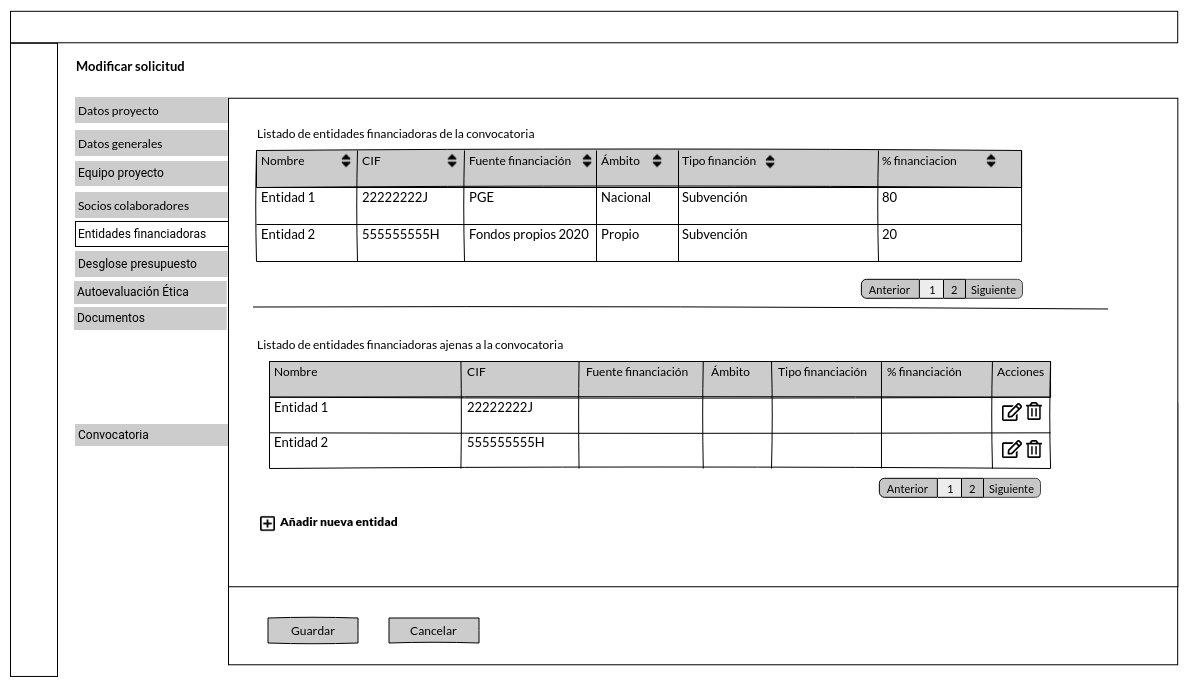 Modificar solicitud
Datos proyecto
Datos generales
Equipo proyecto
Socios colaboradores
Entidades financiadoras
Desglose presupuesto
Autoevaluación Ética
Documentos
Convocatoria
Listado de entidades financiadoras de la convocatoria
Nombre CIF Fuente financiación Ámbito Tipo financión % financiacion
Entidad 1 22222222J PGE Nacional Subvención 80
Entidad 2 555555555H Fondos propios 2020 Propio Subvención 20
Anterior 1 2 Siguiente
Listado de entidades financiadoras ajenas a la convocatoria
Nombre CIF Fuente financiación Ámbito Tipo financiación % financiación Acciones
Entidad 1 22222222J
Entidad 2 555555555H
Anterior 1 2 Siguiente
Añadir nueva entidad
Guardar Cancelar